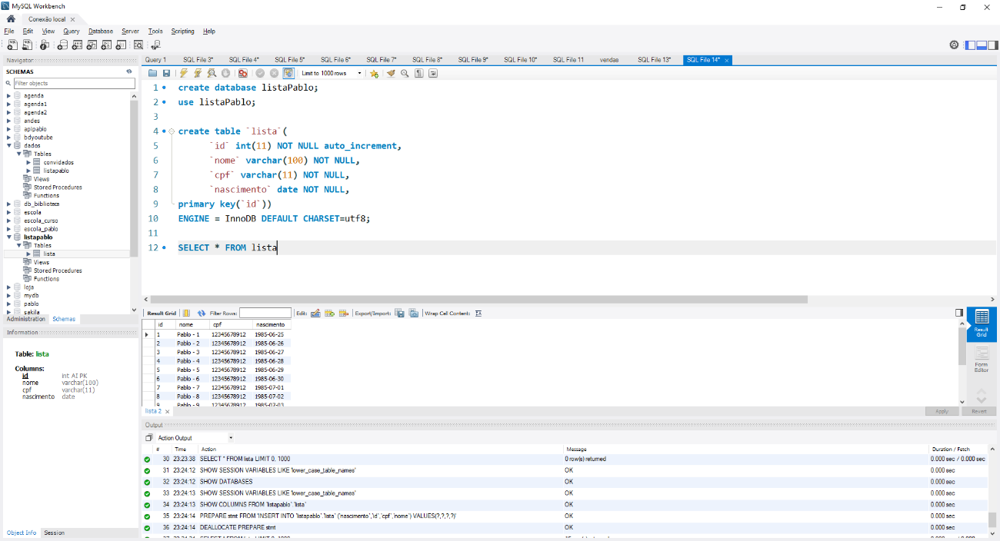 MySQL Workbench
Conexão local
File Edit View Query Database Server Tools Scripting Help
Navigator
SCHEMAS
Filter objects
agenda
agenda1
agenda2
andes
apipablo
bdyoutube
dados
Tables
convidados
listapablo
Views
Stored Procedures
Functions
db_biblioteca
escola
escola_curso
escola_pablo
listapablo
Tables
lista
Views
Stored Procedures
Functions
loja
mydb
pablo
sakila
Administration Schemas
Information
Table: lista
Columns:
id int AI PK
nome varchar(100)
cpf varchar(11)
nascimento date
Object Info Session
Query 1 SQL File 3* SQL File 4* SQL File 5* SQL File 6* SQL File 7* SQL File 8* SQL File 9* SQL File 10* SQL File 11 vendas SQL File 13* SQL File 14*
Limit to 1000 rows
1 create database listaPablo;
2 use listaPablo;
3
4 create table `lista`(
5 `id` int(11) NOT NULL auto_increment,
6 `nome` varchar(100) NOT NULL,
7 `cpf` varchar(11) NOT NULL,
8 `nascimento` date NOT NULL,
9 primary key(`id`))
10 ENGINE = InnoDB DEFAULT CHARSET=utf8;
11
12 SELECT * FROM lista
Result Grid Filter Rows: Edit: Export/Import: Wrap Cell Content:
id nome cpf nascimento
1 Pablo - 1 12345678912 1985-06-25
2 Pablo - 2 12345678912 1985-06-26
3 Pablo - 3 12345678912 1985-06-27
4 Pablo - 4 12345678912 1985-06-28
5 Pablo - 5 12345678912 1985-06-29
6 Pablo - 6 12345678912 1985-06-30
7 Pablo - 7 12345678912 1985-07-01
8 Pablo - 8 12345678912 1985-07-02
9 Pablo - 9 12345678912 1985-07-03
Result
Grid
Form
Editor
lista 2
Apply Revert
Output
Action Output
# Time Action Message Duration / Fetch
30 23:23:38 SELECT * FROM lista LIMIT 0, 1000 0 row(s) returned 0.000 sec / 0.000 sec
31 23:24:12 SHOW SESSION VARIABLES LIKE 'lower_case_table_names' OK 0.000 sec
32 23:24:12 SHOW DATABASES OK 0.000 sec
33 23:24:13 SHOW SESSION VARIABLES LIKE 'lower_case_table_names' OK 0.000 sec
34 23:24:13 SHOW COLUMNS FROM `listapablo`.`lista` OK 0.000 sec
35 23:24:14 PREPARE stmt FROM 'INSERT INTO `listapablo`.`lista` (`nascimento`,`id`,`cpf`,`nome`) VALUES(?,?,?,?)' OK 0.000 sec
36 23:24:14 DEALLOCATE PREPARE stmt OK 0.000 sec